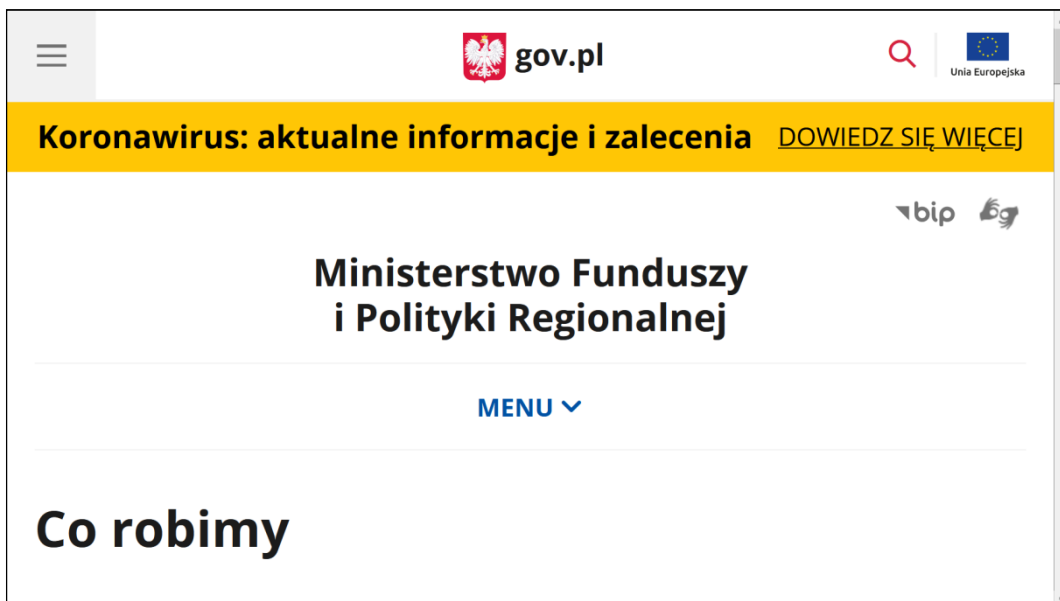 gov.pl
Unia Europejska
Koronawirus: aktualne informacje i zalecenia DOWIEDZ SIĘ WIĘCEJ
bip
Ministerstwo Funduszy
i Polityki Regionalnej
MENU
Co robimy